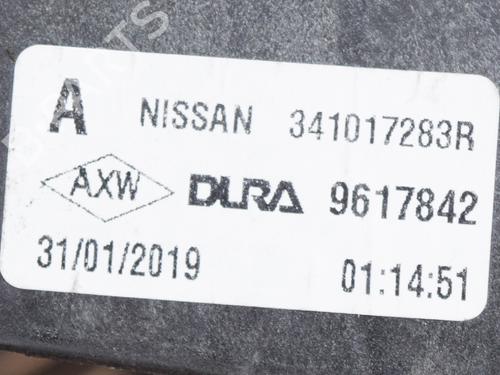 A NISSAN 341017283R
AXW DURA 9617842
31/01/2019 01:14:51